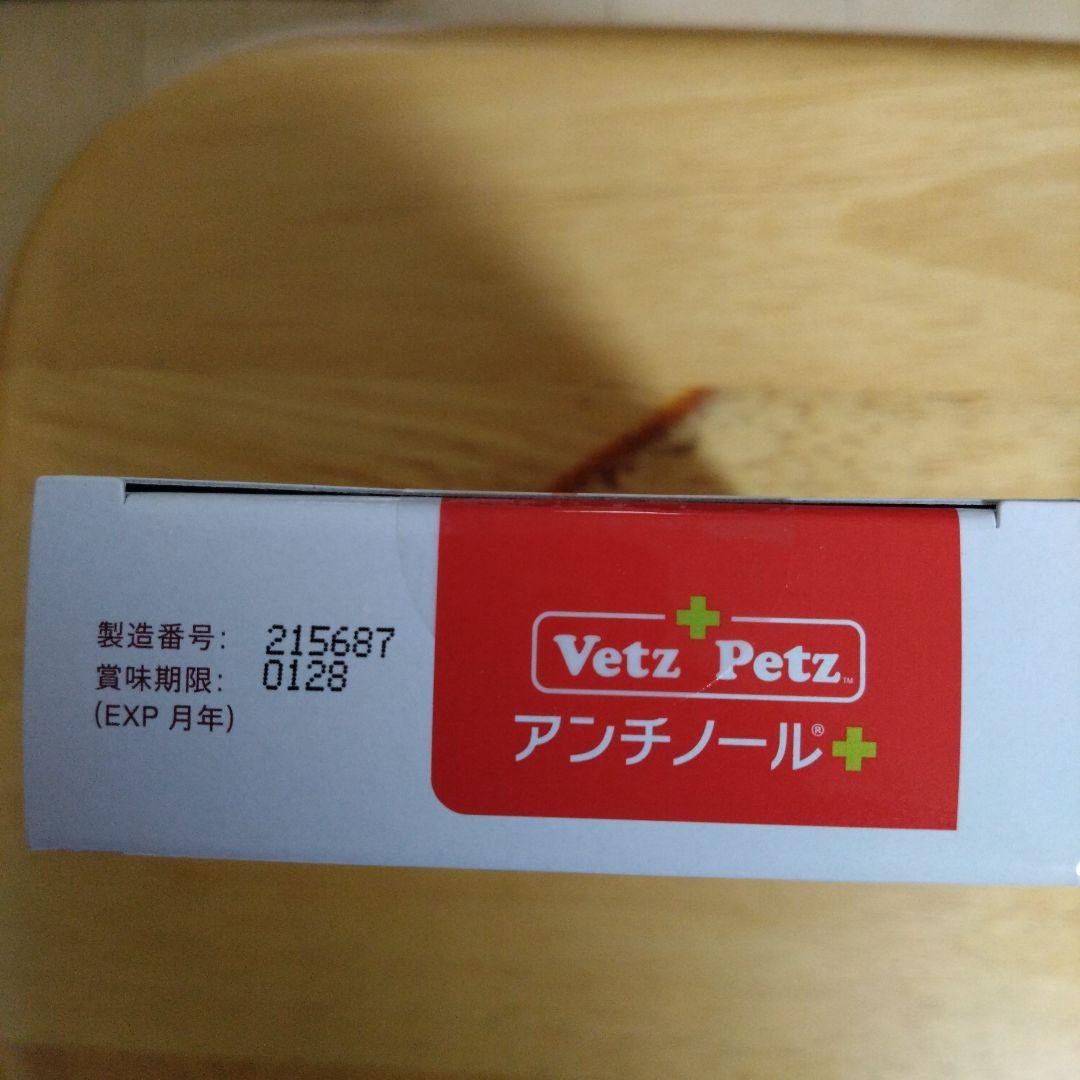 製造番号: 215687
賞味期限: 0128
(EXP 月年)
Vetz Petz™
アンチノール®+